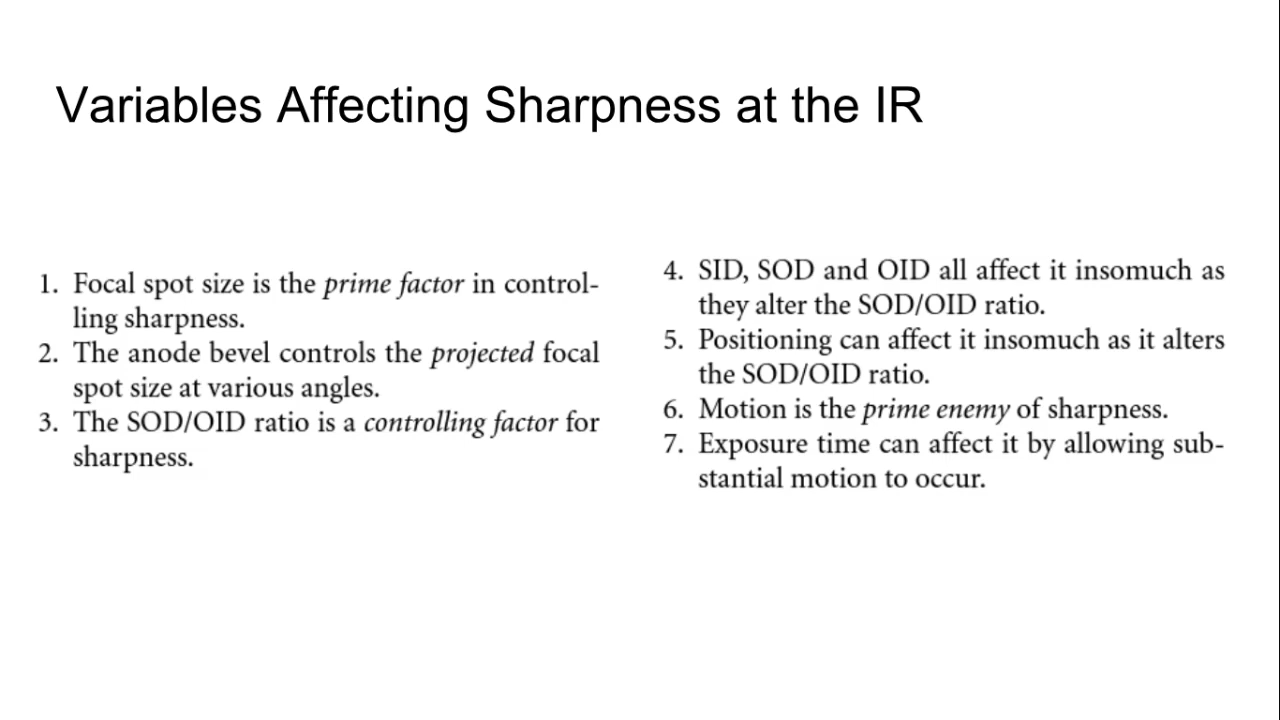 Variables Affecting Sharpness at the IR
1. Focal spot size is the prime factor in control-
ling sharpness.
2. The anode bevel controls the projected focal
spot size at various angles.
3. The SOD/OID ratio is a controlling factor for
sharpness.
4. SID, SOD and OID all affect it insomuch as
they alter the SOD/OID ratio.
5. Positioning can affect it insomuch as it alters
the SOD/OID ratio.
6. Motion is the prime enemy of sharpness.
7. Exposure time can affect it by allowing sub-
stantial motion to occur.